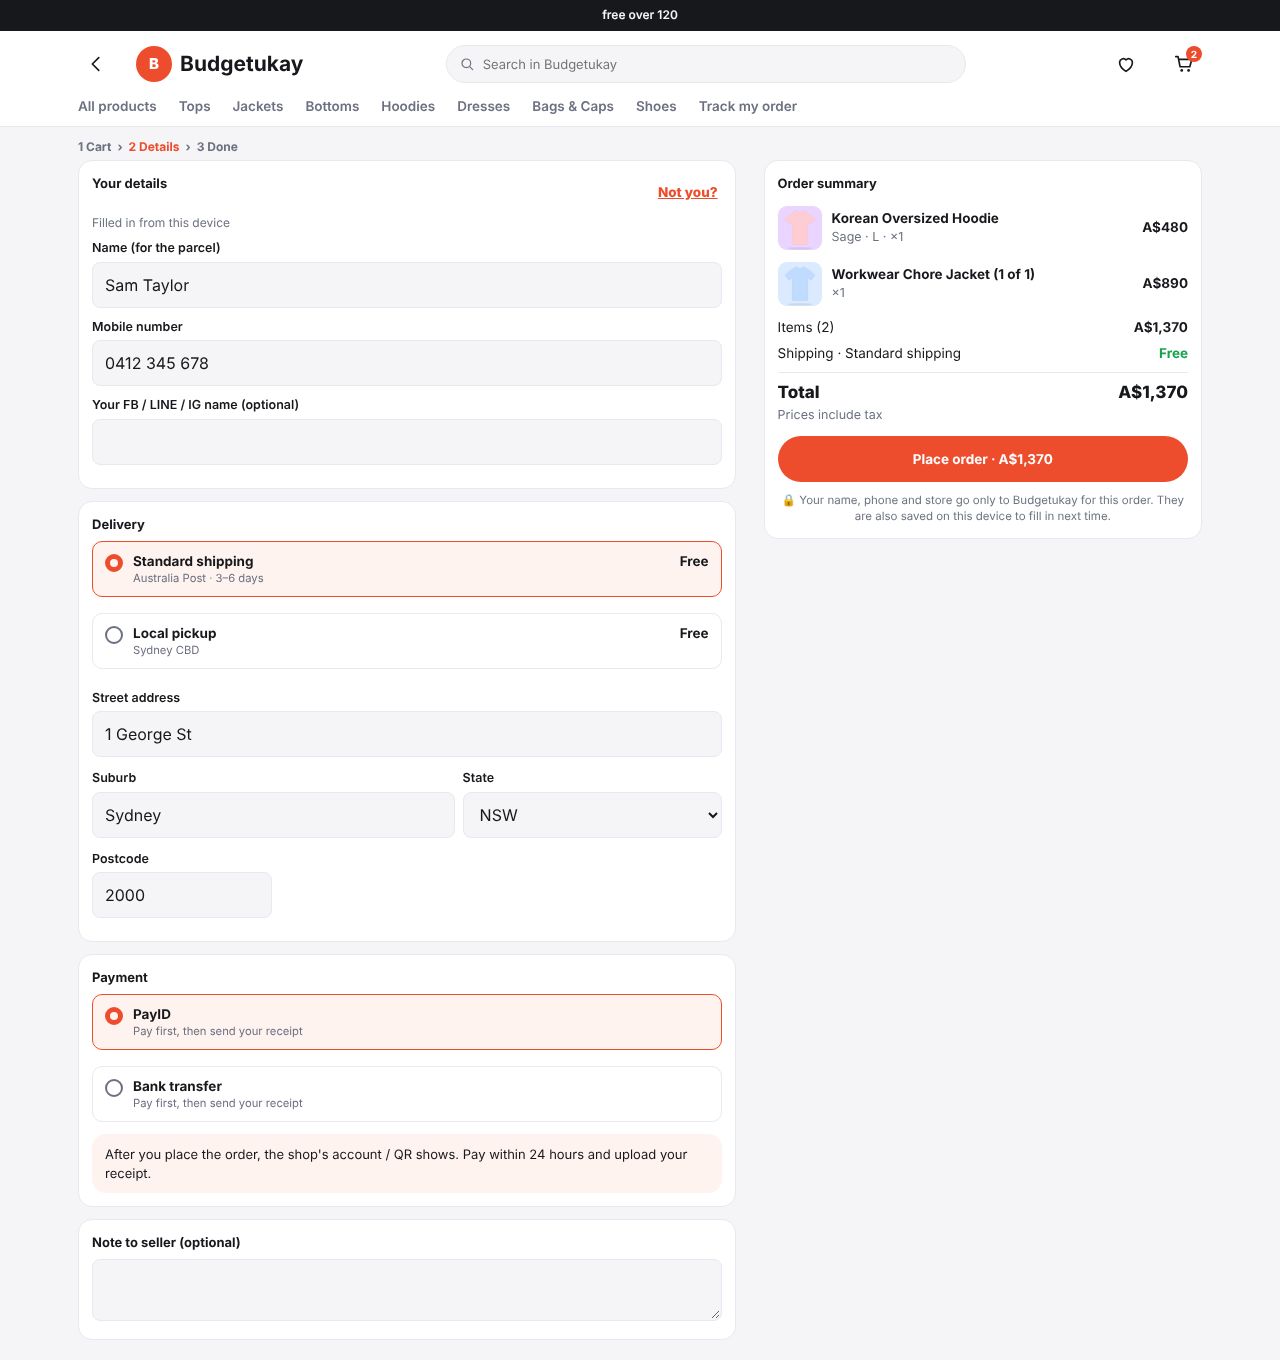 free over 120
B
Budgetukay
Search in Budgetukay
2
All products
Tops
Jackets
Bottoms
Hoodies
Dresses
Bags & Caps
Shoes
Track my order
1 Cart › 2 Details › 3 Done
Your details
Not you?
Filled in from this device
Name (for the parcel)
Sam Taylor
Mobile number
0412 345 678
Your FB / LINE / IG name (optional)
Delivery
Standard shipping
Free
Australia Post · 3–6 days
Local pickup
Free
Sydney CBD
Street address
1 George St
Suburb
State
Sydney
NSW
Postcode
2000
Payment
PayID
Pay first, then send your receipt
Bank transfer
Pay first, then send your receipt
After you place the order, the shop's account / QR shows. Pay within 24 hours and upload your
receipt.
Note to seller (optional)
Order summary
Korean Oversized Hoodie
Sage · L · ×1
A$480
Workwear Chore Jacket (1 of 1)
×1
A$890
Items (2)
A$1,370
Shipping · Standard shipping
Free
Total
A$1,370
Prices include tax
Place order · A$1,370
🔒 Your name, phone and store go only to Budgetukay for this order. They
are also saved on this device to fill in next time.